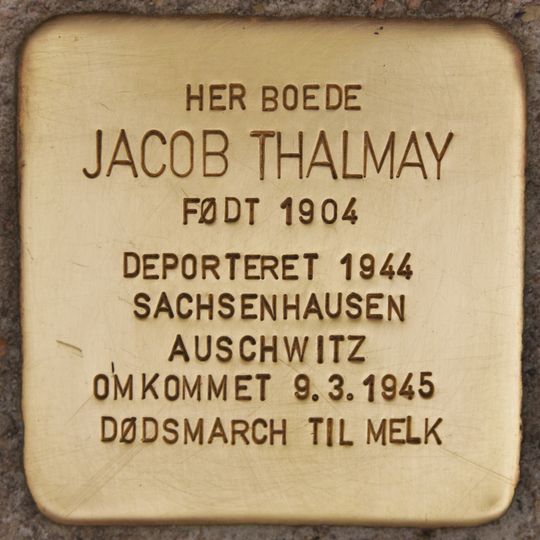 HER BOEDE
JACOB THALMAY
FØDT 1904
DEPORTERET 1944
SACHSENHAUSEN
AUSCHWITZ
OMKOMMET 9.3.1945
DØDSMARCH TIL MELK